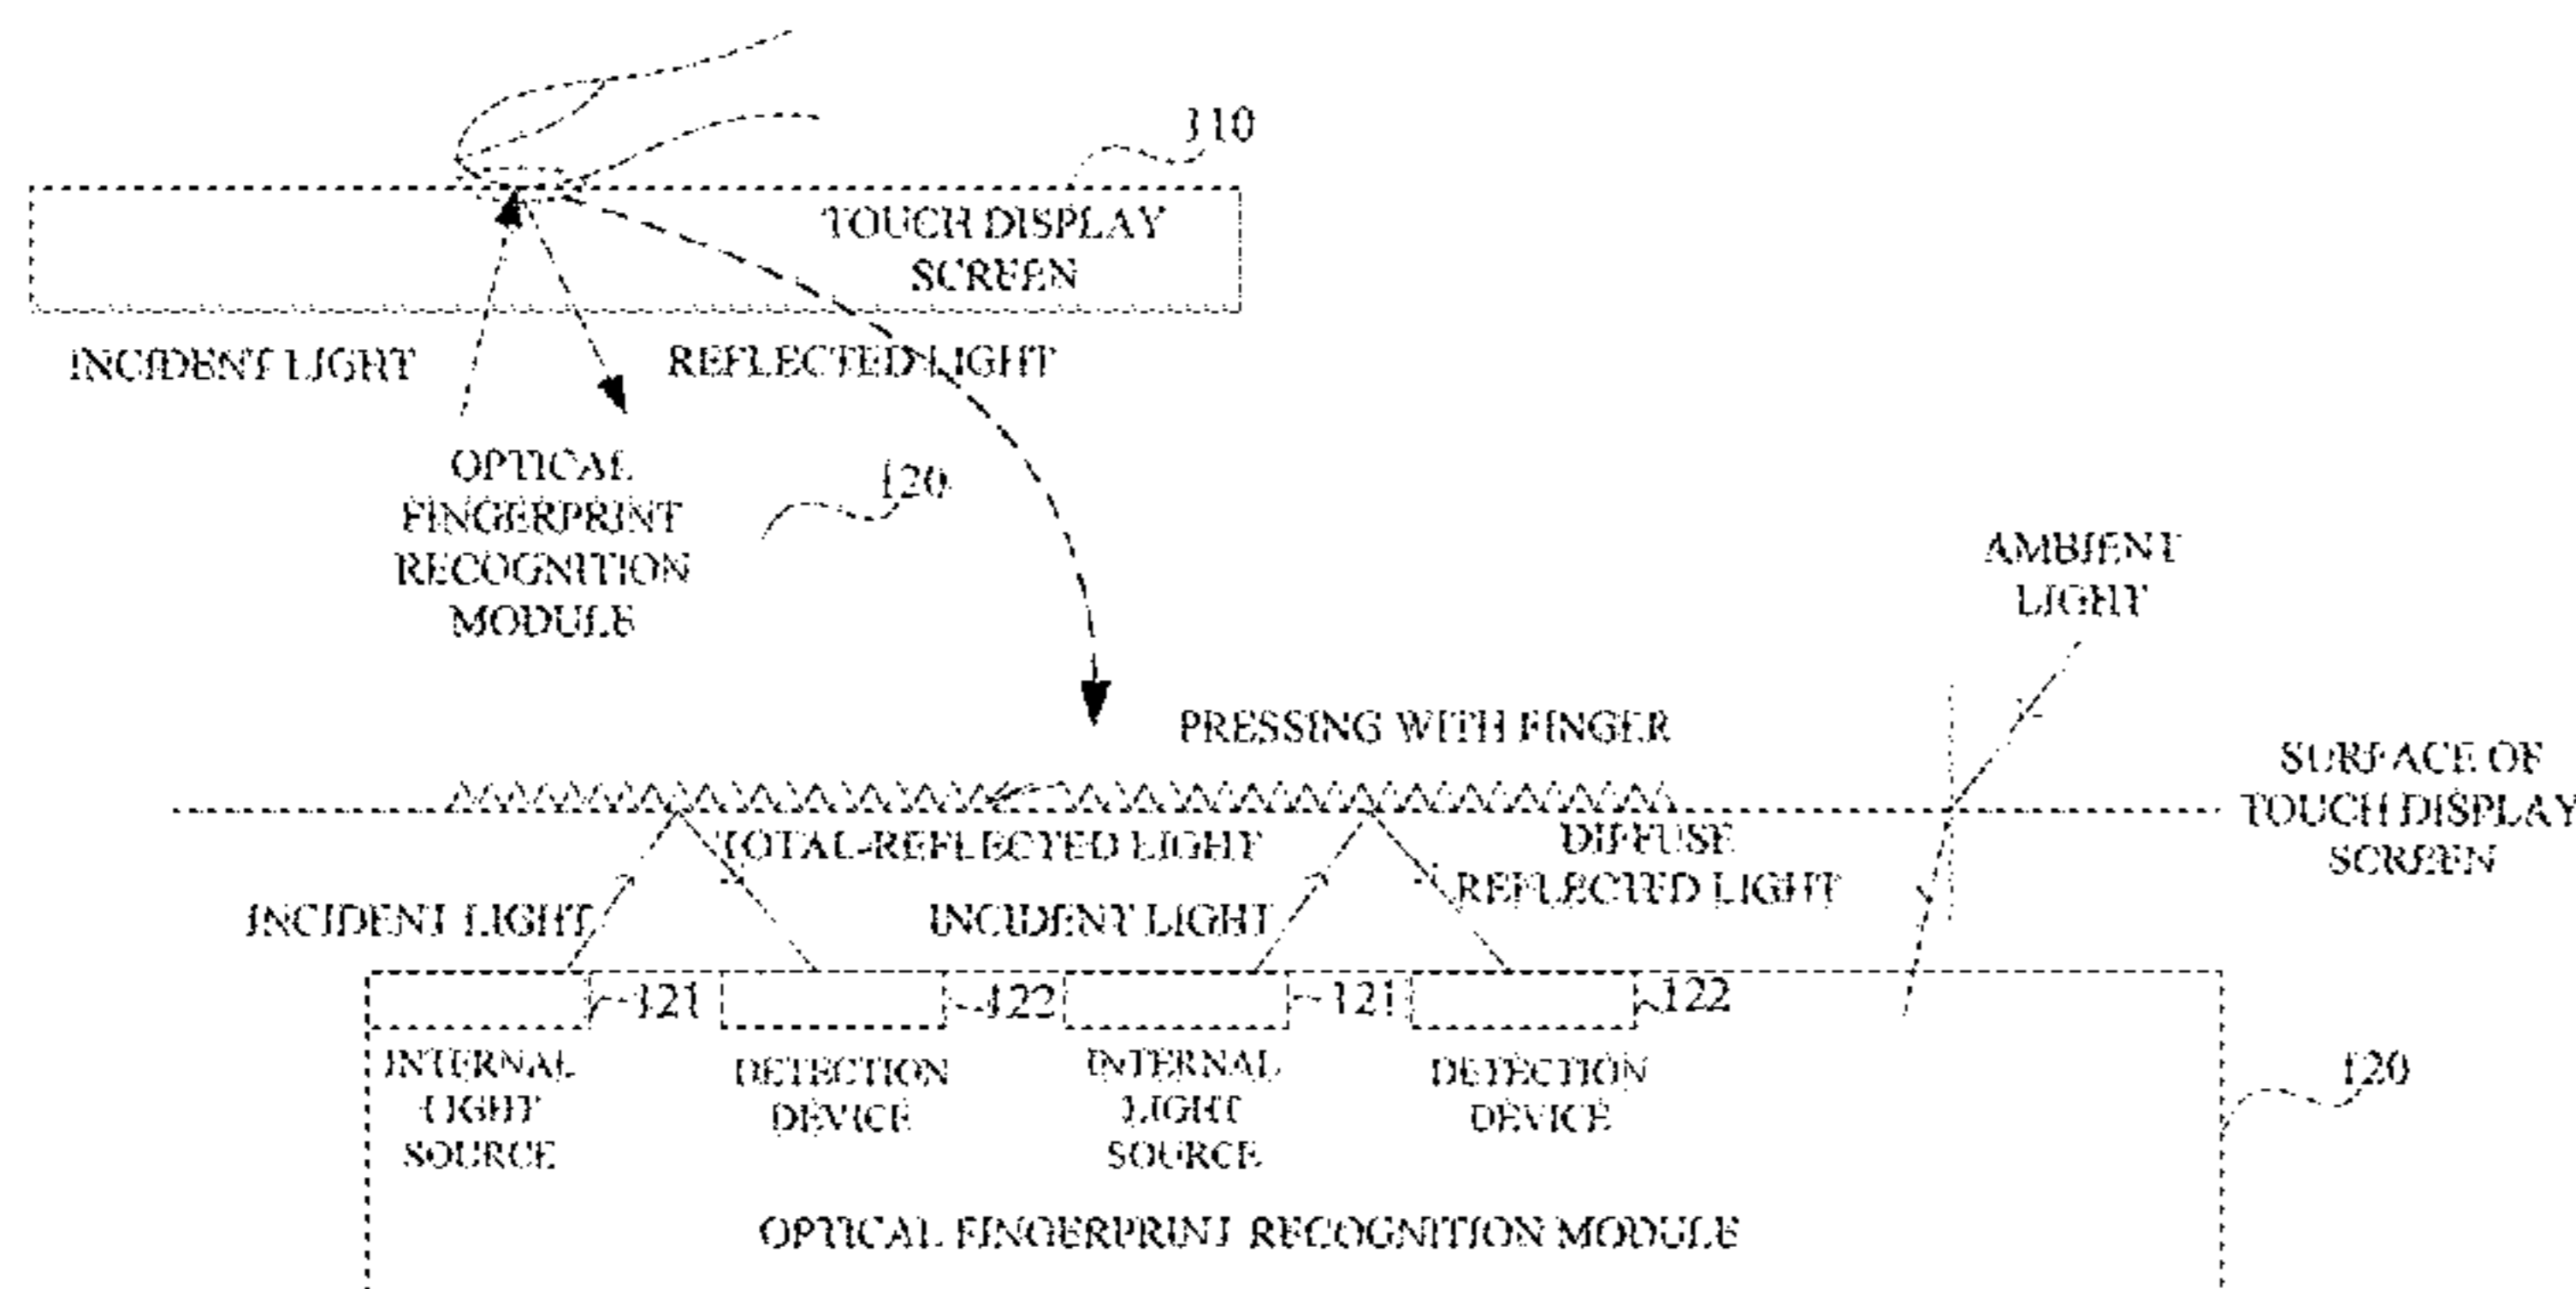 110
TOUCH DISPLAY
SCREEN
INCIDENT LIGHT
REFLECTED LIGHT
OPTICAL
FINGERPRINT
RECOGNITION
MODULE
120
AMBIENT
LIGHT
PRESSING WITH FINGER
SURFACE OF
TOUCH DISPLAY
SCREEN
TOTAL-REFLECTED LIGHT
DIFFUSE
REFLECTED LIGHT
INCIDENT LIGHT
INCIDENT LIGHT
121
122
121
122
INTERNAL
LIGHT
SOURCE
DETECTION
DEVICE
INTERNAL
LIGHT
SOURCE
DETECTION
DEVICE
120
OPTICAL FINGERPRINT RECOGNITION MODULE